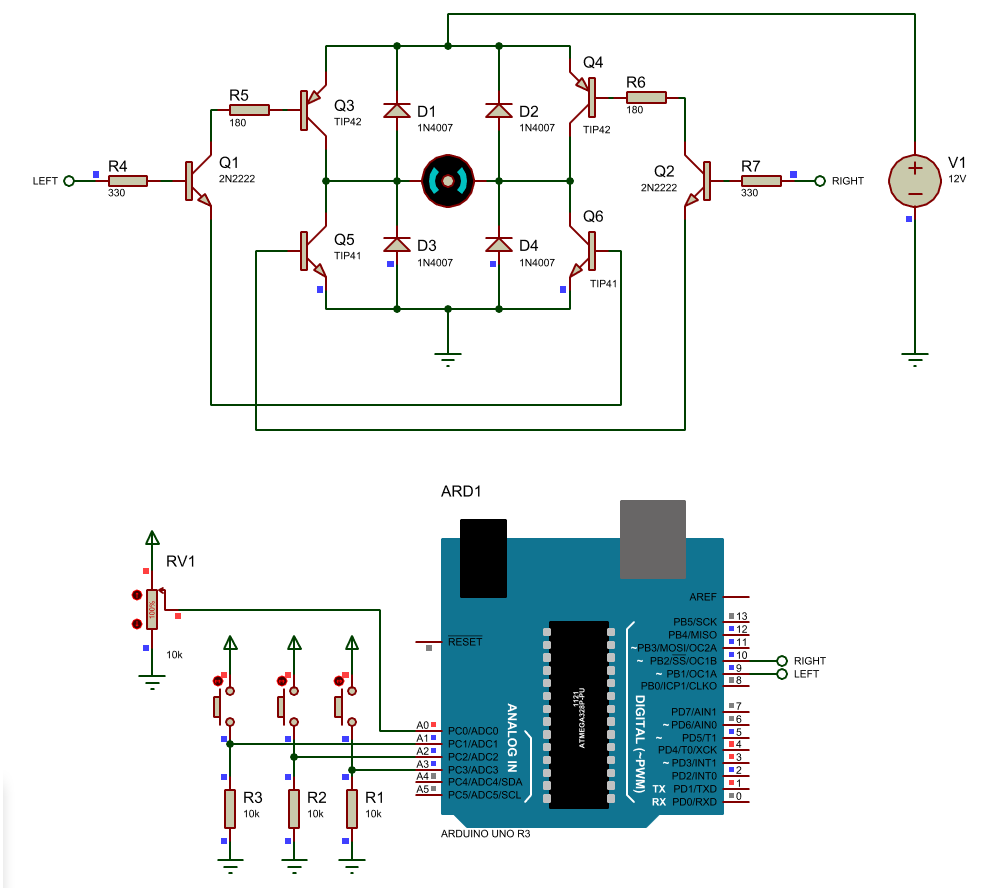 Q4
R6
R5
Q3
D1
D2
180
180
TIP42
1N4007
1N4007
TIP42
R4
Q1
Q2
R7
V1
LEFT
330
2N2222
2N2222
330
RIGHT
12V
Q5
D3
D4
Q6
TIP41
1N4007
1N4007
TIP41
ARD1
RV1
100%
10k
AREF
PB5/SCK 13
PB4/MISO 12
RESET
~PB3/MOSI/OC2A 11
~ PB2/SS/OC1B 10
RIGHT
~ PB1/OC1A 9
LEFT
PB0/ICP1/CLKO 8
1121
ATMEGA328P-PU
ANALOG IN
DIGITAL (~PWM)
PD7/AIN1 7
~ PD6/AIN0 6
~ PD5/T1 5
PD4/T0/XCK 4
~ PD3/INT1 3
PD2/INT0 2
TX PD1/TXD 1
RX PD0/RXD 0
A0 PC0/ADC0
A1 PC1/ADC1
A2 PC2/ADC2
A3 PC3/ADC3
A4 PC4/ADC4/SDA
A5 PC5/ADC5/SCL
R3
R2
R1
10k
10k
10k
ARDUINO UNO R3